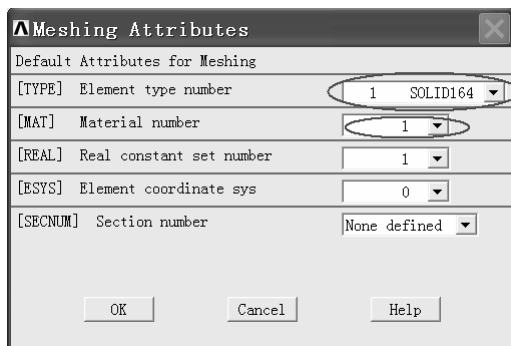 Meshing Attributes
Default Attributes for Meshing
[TYPE] Element type number 1 SOLID164
[MAT] Material number 1
[REAL] Real constant set number 1
[ESYS] Element coordinate sys 0
[SECNUM] Section number None defined
OK Cancel Help